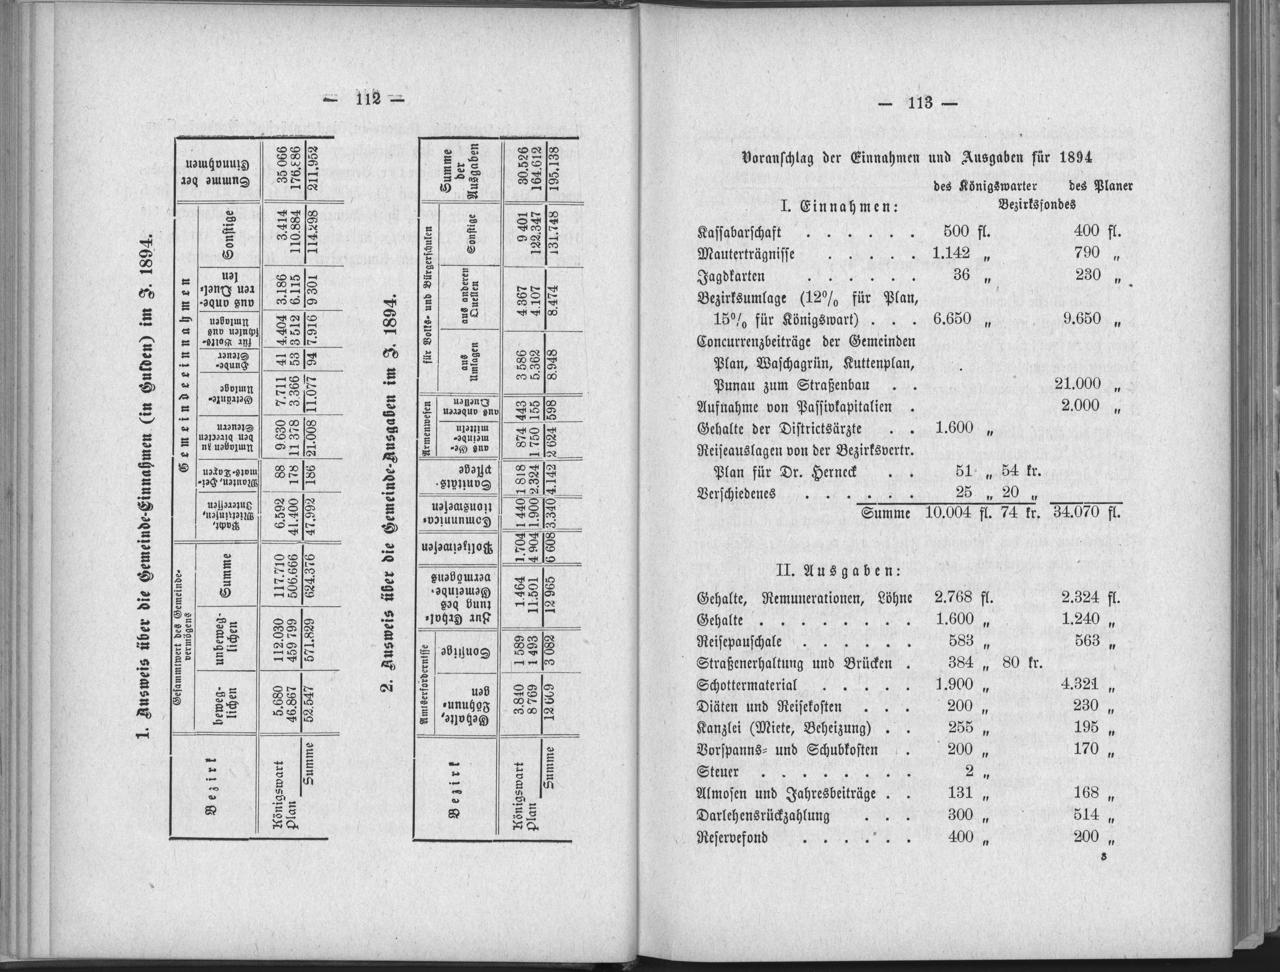 — 112 —
1. Ausweis über die Gemeinde-Einnahmen (in Gulden) im J. 1894.
Bezirk | Gesammtwert des Gemeindevermögens | Gemeindeeinnahmen | Summe der Einnahmen
beweglichen | unbeweglichen | Summe | Pacht, Mietzinsen, Interessen | Mauten, Heimats-Taxen | Umlagen zu den directen Steuern | Getränke-Umlage | Hunde-Steuer | für Volksschulen aus Umlagen | aus anderen Quellen | Sonstige
Königswart | 5.680 | 112.030 | 117.710 | 6.592 | 88 | 9 630 | 7.711 | 41 | 4.404 | 3.186 | 3.414 | 35 066
Plan | 46.867 | 459 799 | 506.666 | 41.400 | 178 | 11 378 | 3 366 | 53 | 3 512 | 6.115 | 110.884 | 176.886
Summe | 52.547 | 571.829 | 624.376 | 47.992 | 186 | 21.008 | 11.077 | 94 | 7.916 | 9 301 | 114.298 | 211.952
2. Ausweis über die Gemeinde-Ausgaben im J. 1894.
Bezirk | Amtserfordernisse | Zur Erhaltung des Gemeindevermögens | Polizeiwesen | Communicationswesen | Sanitätspflege | Armenwesen | für Volks- und Bürgerschulen | Sonstige | Summe der Ausgaben
Gehalte, Löhnungen | Sonstige | aus Gemeindemitteln | aus anderen Quellen | aus Umlagen | aus anderen Quellen
Königswart | 3.840 | 1 589 | 1.464 | 1.704 | 1 440 | 1 818 | 874 | 443 | 3 586 | 4 367 | 9 401 | 30.526
Plan | 8 769 | 1 493 | 11.501 | 4 904 | 1.900 | 2.324 | 1 750 | 155 | 5.362 | 4.107 | 122.347 | 164.612
Summe | 12 609 | 3 082 | 12 965 | 6 608 | 3.340 | 4.142 | 2 624 | 598 | 8.948 | 8.474 | 131.748 | 195.138
— 113 —
Voranschlag der Einnahmen und Ausgaben für 1894
des Königswarter des Planer
I. Einnahmen: Bezirksfondes
Kassabarschaft . . . . . 500 fl. 400 fl.
Mauterträgnisse . . . . . 1.142 „ 790 „
Jagdkarten . . . . . . 36 „ 230 „
Bezirksumlage (12% für Plan,
15% für Königswart) . . . 6.650 „ 9.650 „
Concurrenzbeiträge der Gemeinden
Plan, Waschagrün, Kuttenplan,
Punau zum Straßenbau . . 21.000 „
Aufnahme von Passivkapitalien . 2.000 „
Gehalte der Districtsärzte . . 1.600 „
Reiseauslagen von der Bezirksvertr.
Plan für Dr. Herneck . . 51 „ 54 kr.
Verschiedenes . . . . . . 25 „ 20 „
Summe 10.004 fl. 74 kr. 34.070 fl.
II. Ausgaben:
Gehalte, Remunerationen, Löhne 2.768 fl. 2.324 fl.
Gehalte . . . . . . . . 1.600 „ 1.240 „
Reisepauschale . . . . . . 583 „ 563 „
Straßenerhaltung und Brücken . 384 „ 80 kr.
Schottermaterial . . . . . 1.900 „ 4.321 „
Diäten und Reisekosten . . . 200 „ 230 „
Kanzlei (Miete, Beheizung) . . 255 „ 195 „
Vorspanns- und Schubkosten . . 200 „ 170 „
Steuer . . . . . . . . 2 „
Almosen und Jahresbeiträge . . 131 „ 168 „
Darlehensrückzahlung . . . 300 „ 514 „
Reservefond . . . . . . 400 „ 200 „